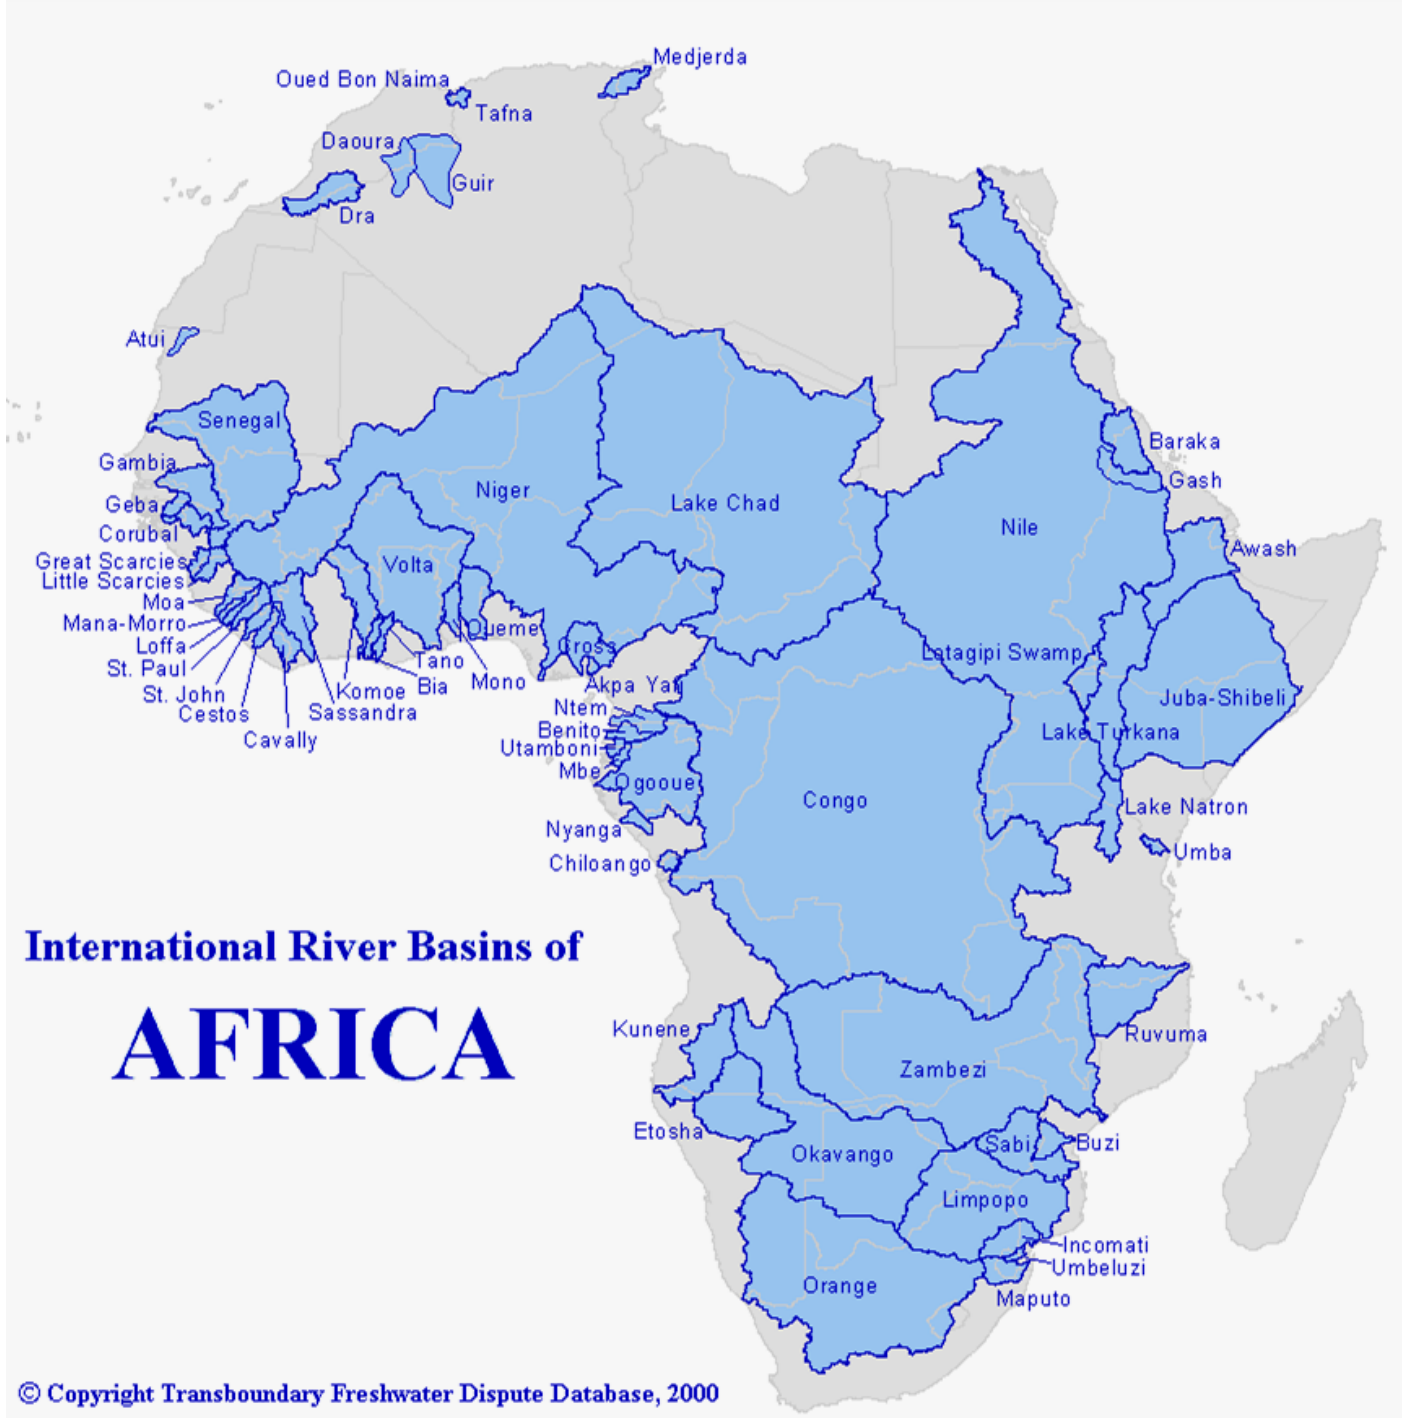 Medjerda
Oued Bon Naima
Tafna
Daoura
Guir
Dra
Atui
Senegal
Baraka
Gambia
Gash
Niger
Lake Chad
Geba
Nile
Corubal
Awash
Great Scarcies
Volta
Little Scarcies
Moa
Mana-Morro
Oueme
Loffa
Cross
Latagipi Swamp
St. Paul
Tano
Mono
Akpa Yafi
St. John
Bia
Komoe
Juba-Shibeli
Cestos
Sassandra
Ntem
Benito
Lake Turkana
Cavally
Utamboni
Mbe
Ogooue
Congo
Lake Natron
Nyanga
Umba
Chiloango
International River Basins of
AFRICA
Kunene
Ruvuma
Zambezi
Etosha
Sabi
Buzi
Okavango
Limpopo
Incomati
Umbeluzi
Orange
Maputo
© Copyright Transboundary Freshwater Dispute Database, 2000